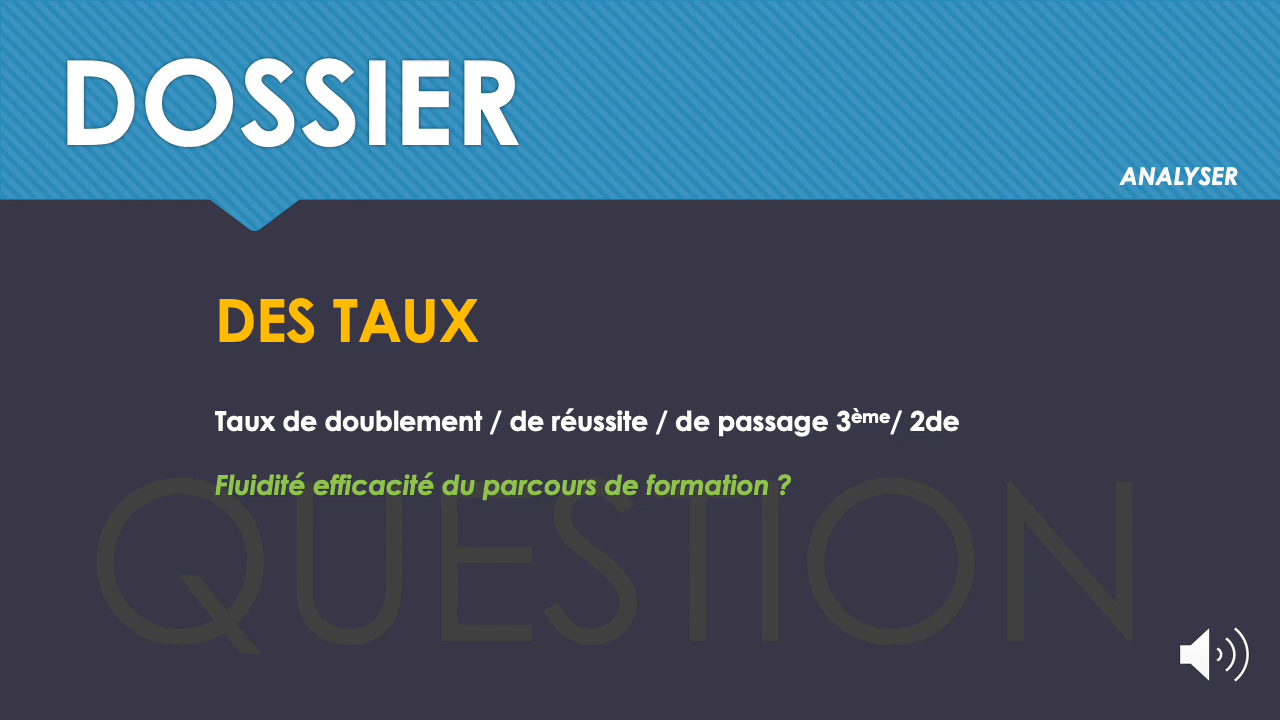 DOSSIER
ANALYSER
DES TAUX
Taux de doublement / de réussite / de passage 3ème/ 2de
Fluidité efficacité du parcours de formation ?
QUESTION